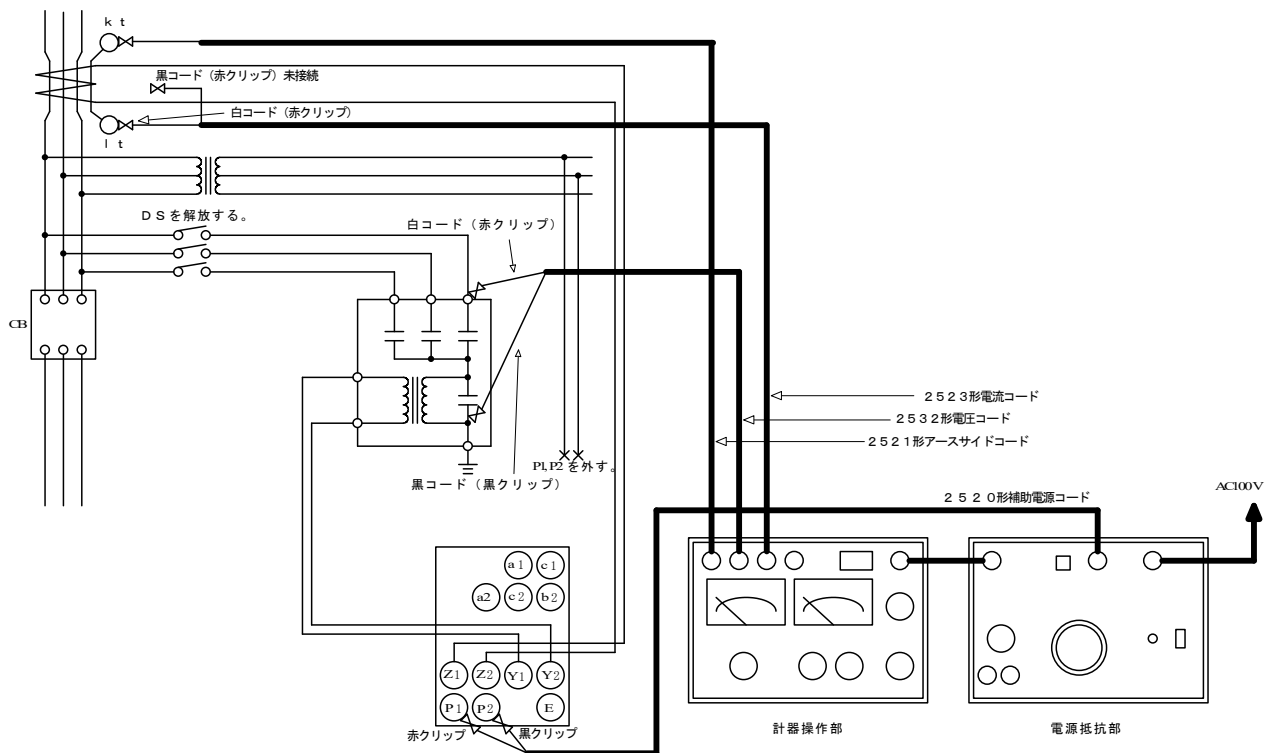 k t
黒コード (赤クリップ) 未接続
白コード (赤クリップ)
l t
DSを解放する。
白コード (赤クリップ)
CB
2523形電流コード
2532形電圧コード
2521形アースサイドコード
P1,P2を外す。
黒コード (黒クリップ)
2520形補助電源コード
AC100V
a1 c1
a2 c2 b2
Z1 Z2 Y1 Y2
P1 P2 E
赤クリップ 黒クリップ
計器操作部
電源抵抗部